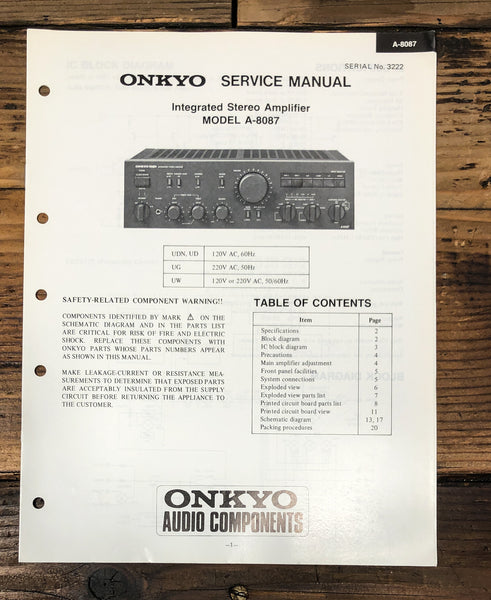 A-8087
SERIAL No. 3222
ONKYO SERVICE MANUAL
Integrated Stereo Amplifier
MODEL A-8087
UDN, UD 120V AC, 60Hz
UG 220V AC, 50Hz
UW 120V or 220V AC, 50/60Hz
SAFETY-RELATED COMPONENT WARNING!!
COMPONENTS IDENTIFIED BY MARK ⚠ ON THE
SCHEMATIC DIAGRAM AND IN THE PARTS LIST
ARE CRITICAL FOR RISK OF FIRE AND ELECTRIC
SHOCK. REPLACE THESE COMPONENTS WITH
ONKYO PARTS WHOSE PARTS NUMBERS APPEAR
AS SHOWN IN THIS MANUAL.
MAKE LEAKAGE-CURRENT OR RESISTANCE MEA-
SUREMENTS TO DETERMINE THAT EXPOSED PARTS
ARE ACCEPTABLY INSULATED FROM THE SUPPLY
CIRCUIT BEFORE RETURNING THE APPLIANCE TO
THE CUSTOMER.
TABLE OF CONTENTS
Item Page
Specifications 2
Block diagram 2
IC block diagram 3
Precautions 4
Main amplifier adjustment 4
Front panel facilities 5
System connections 5
Exploded view 6
Exploded view parts list 7
Printed circuit board parts list 8
Printed circuit board view 11
Schematic diagram 13, 17
Packing procedures 20
ONKYO
AUDIO COMPONENTS
—1—